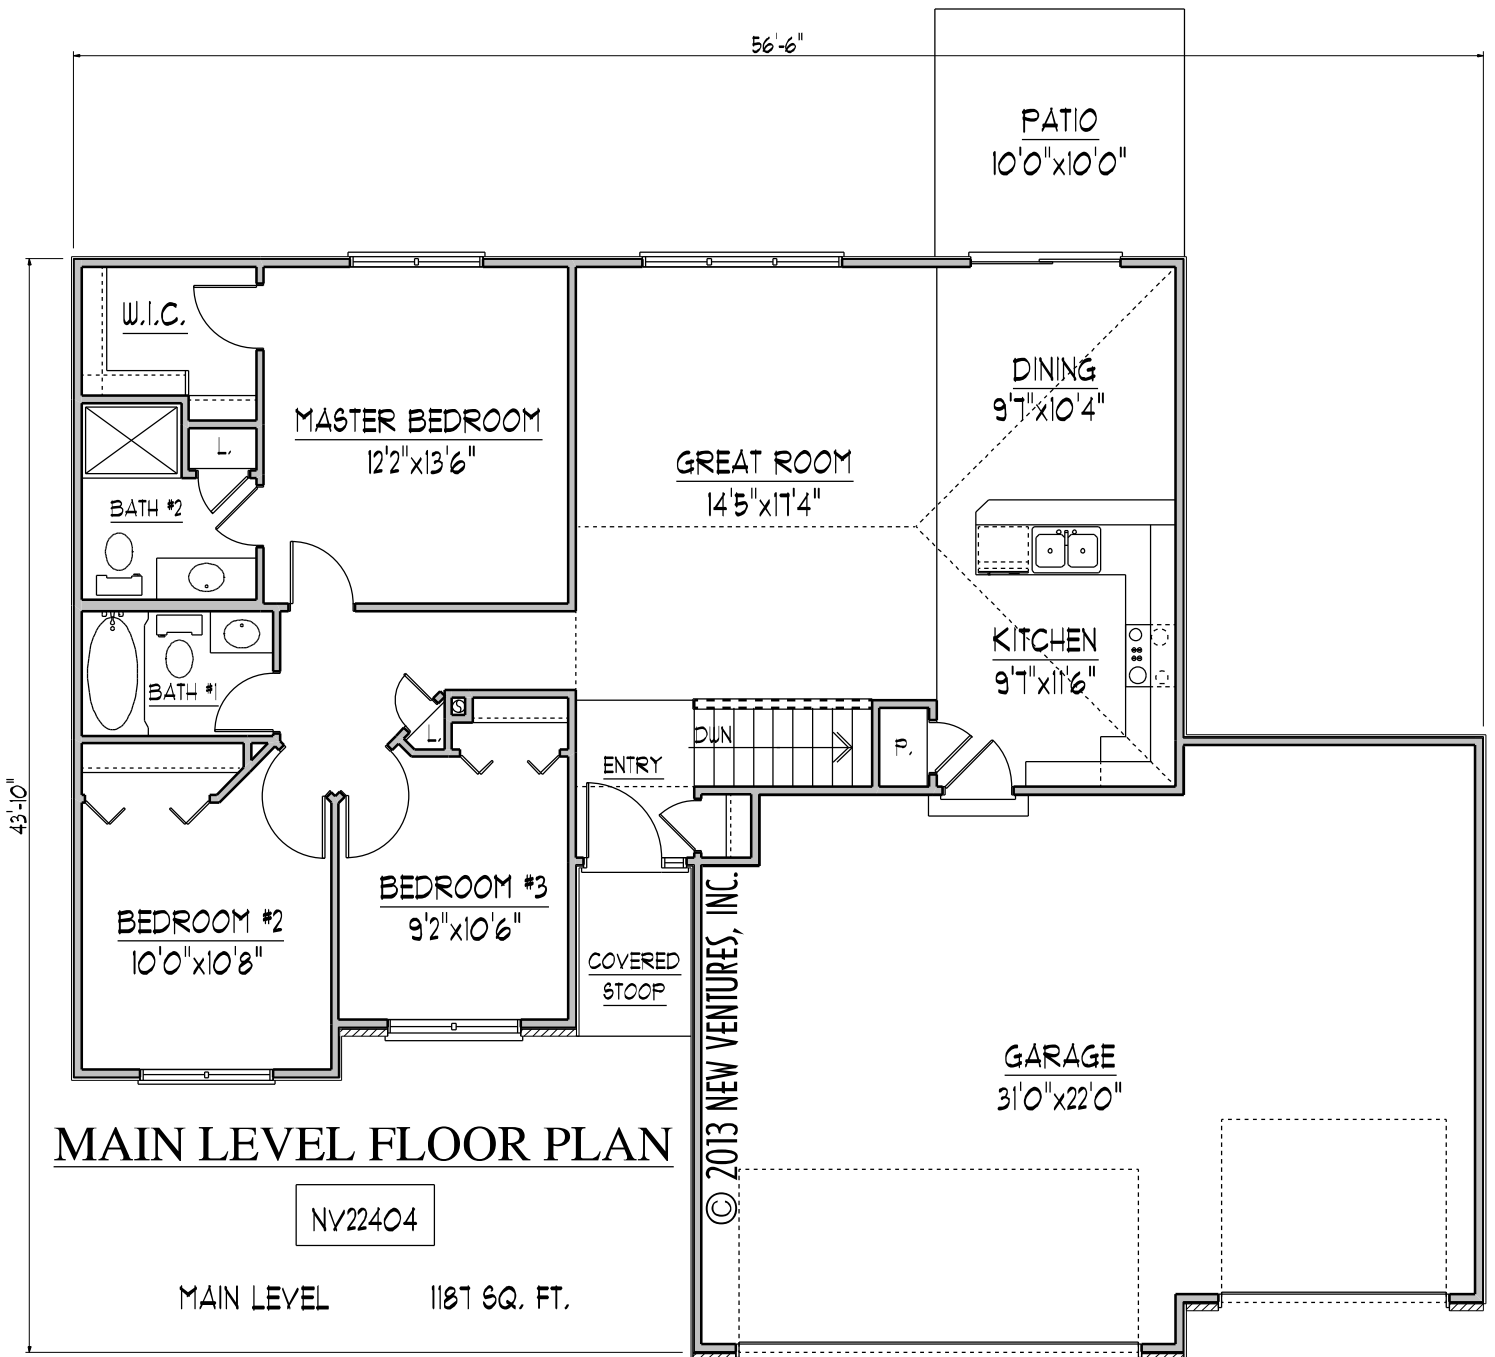 56'-6"
PATIO
10'0"x10'0"
W.I.C.
MASTER BEDROOM
12'2"x13'6"
DINING
9'7"x10'4"
GREAT ROOM
14'5"x17'4"
L.
BATH #2
KITCHEN
9'7"x11'6"
BATH #1
L.
DWN
P.
ENTRY
43'-10"
BEDROOM #3
9'2"x10'6"
BEDROOM #2
10'0"x10'8"
COVERED
STOOP
© 2013 NEW VENTURES, INC.
GARAGE
31'0"x22'0"
MAIN LEVEL FLOOR PLAN
NV22404
MAIN LEVEL 1187 SQ. FT.